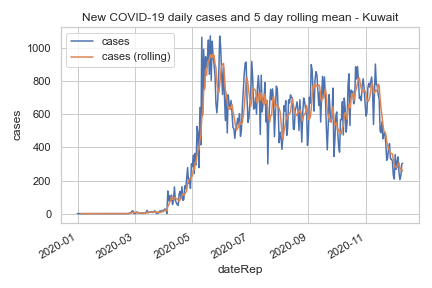 New COVID-19 daily cases and 5 day rolling mean - Kuwait
cases
cases (rolling)
1000
800
600
400
200
0
cases
2020-01
2020-03
2020-05
2020-07
2020-09
2020-11
dateRep